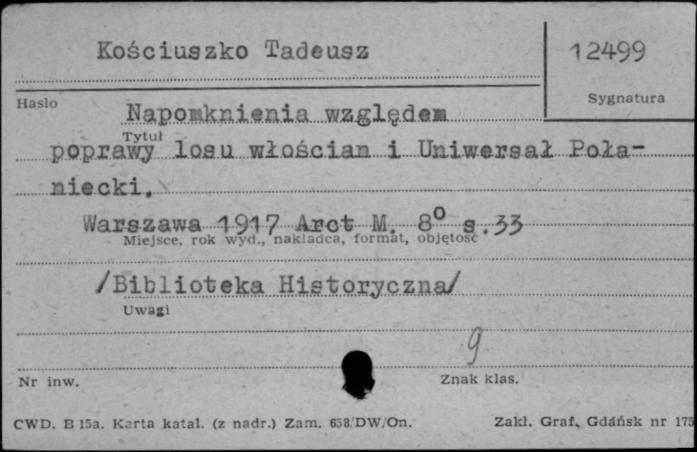 Kościuszko Tadeusz
12499
Hasło
Sygnatura
Napomknienia względem
Tytuł
poprawy losu włościan i Uniwersał Poła-
niecki.
Warszawa 1917 Arct M. 8° s.33
Miejsce, rok wyd., nakładca, format, objętość
/Biblioteka Historyczna/
Uwagi
9
Nr inw.
Znak klas.
CWD. B 15a. Karta katal. (z nadr.) Zam. 658/DW/On.
Zakł. Graf. Gdańsk nr 175